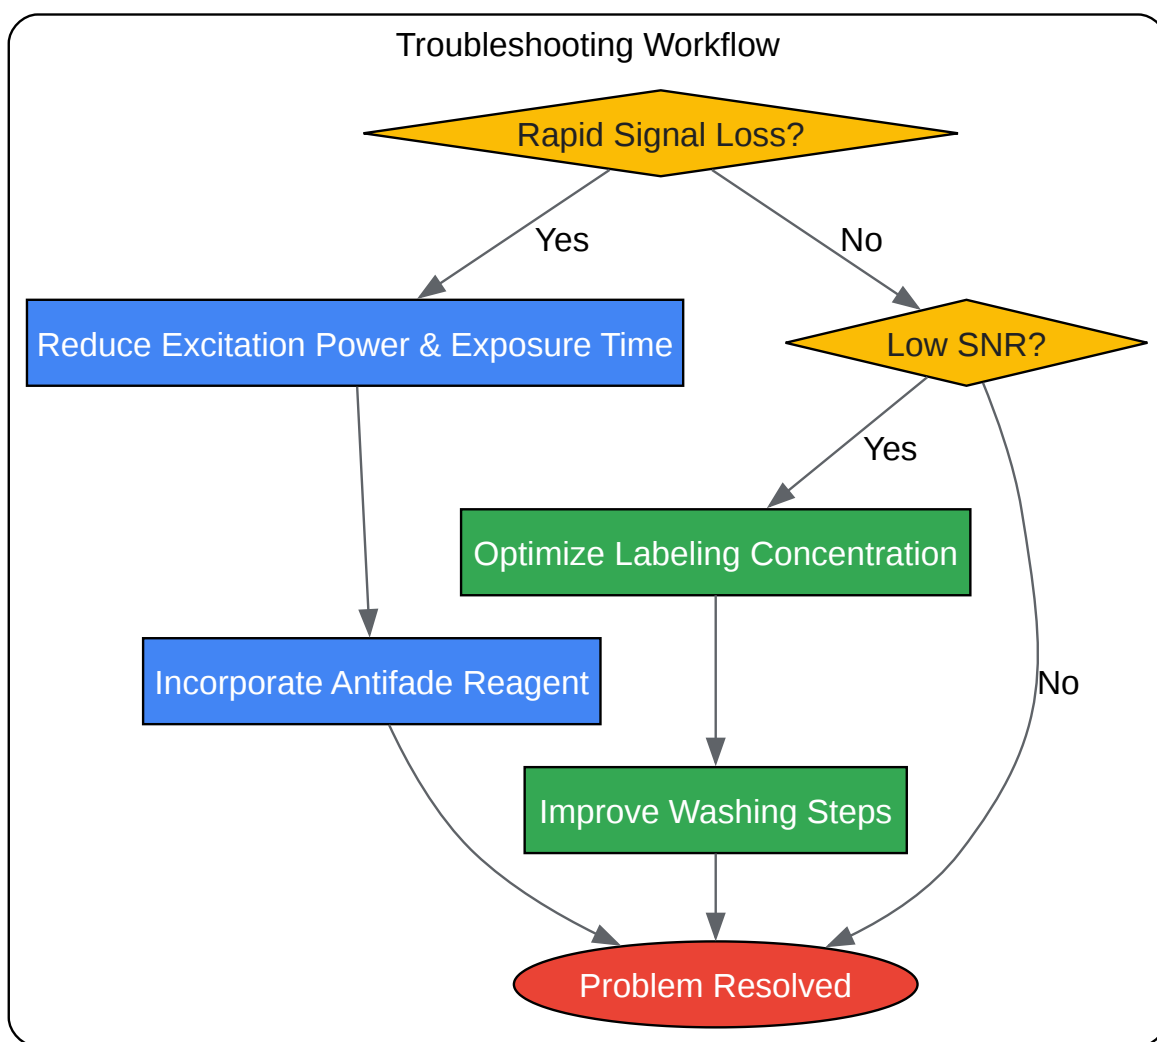 Troubleshooting Workflow
Rapid Signal Loss?
Yes
No
Reduce Excitation Power & Exposure Time
Low SNR?
Yes
Optimize Labeling Concentration
Incorporate Antifade Reagent
No
Improve Washing Steps
Problem Resolved